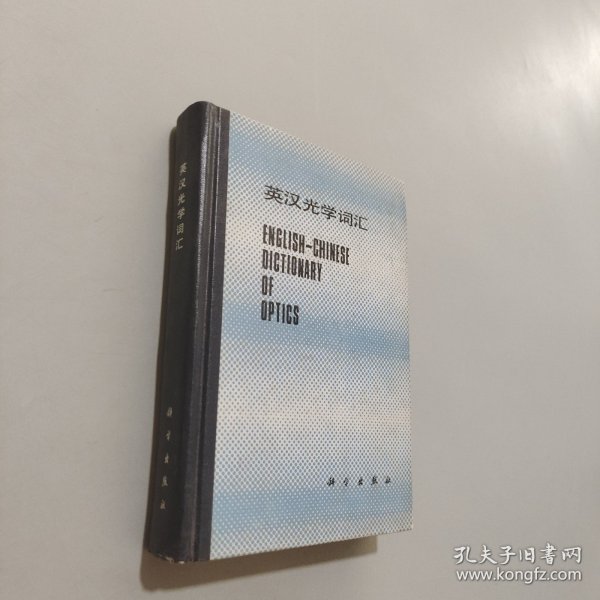 英汉光学词汇
科学出版社
英汉光学词汇
ENGLISH-CHINESE
DICTIONARY
OF
OPTICS
科学出版社
孔夫子旧書网
www.kongfz.com